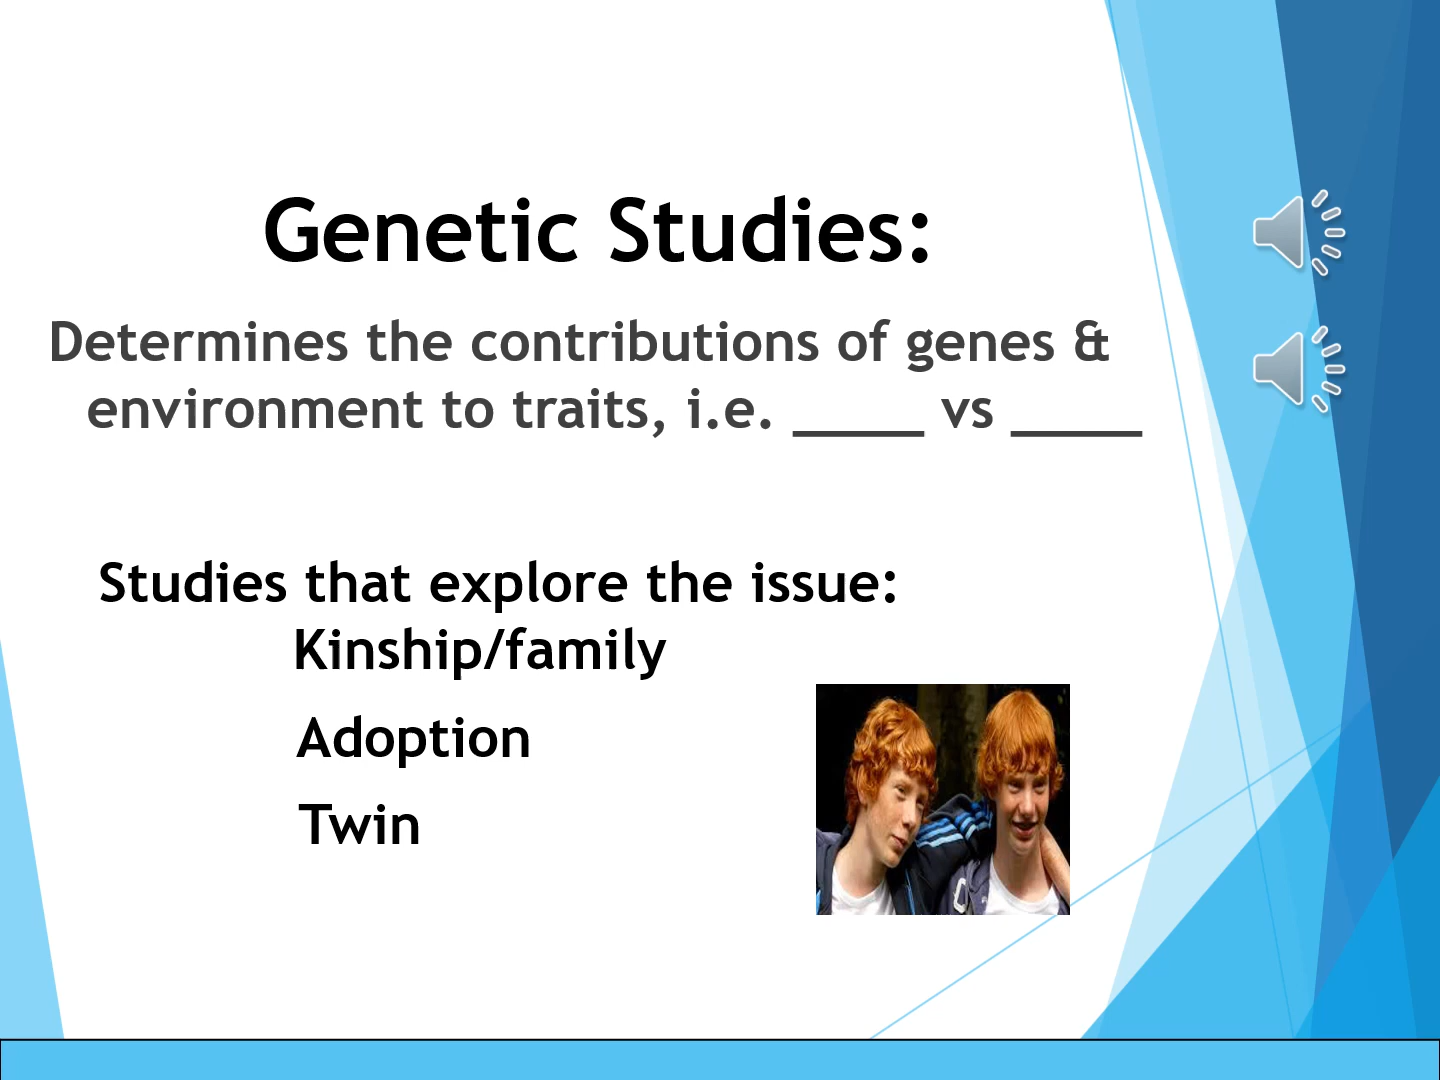 Genetic Studies:
Determines the contributions of genes &
environment to traits, i.e. ____ vs ____
Studies that explore the issue:
Kinship/family
Adoption
Twin